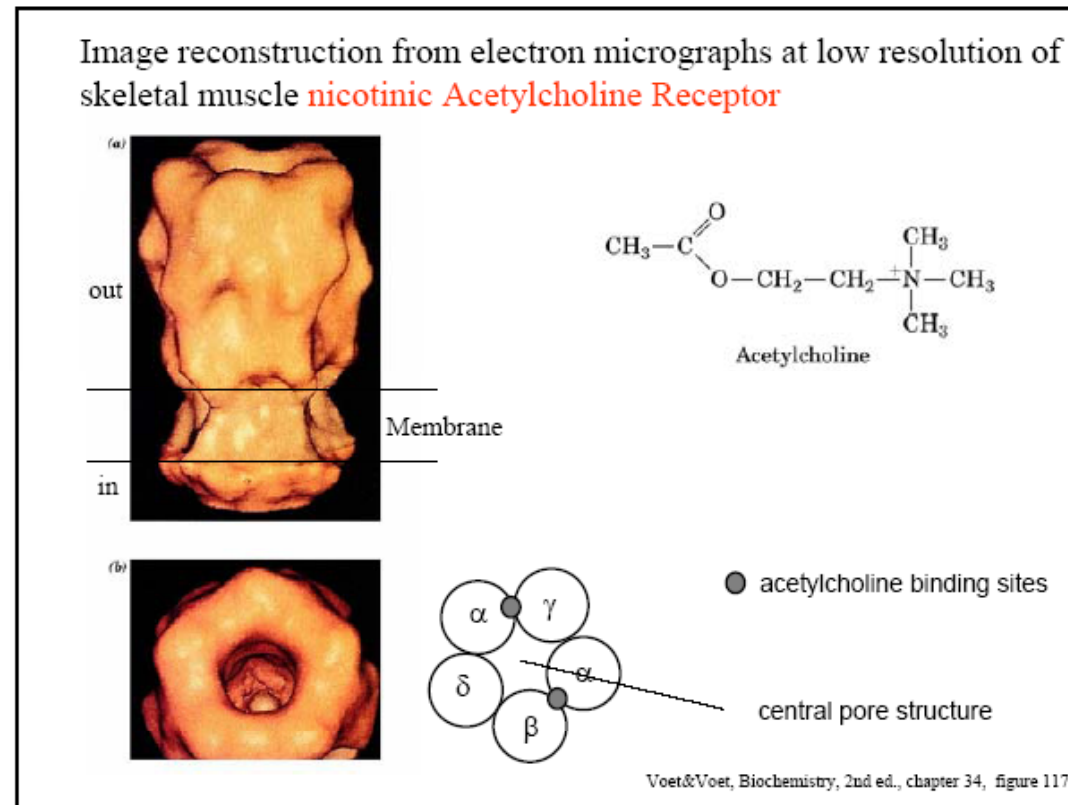 Image reconstruction from electron micrographs at low resolution of
skeletal muscle nicotinic Acetylcholine Receptor
(a)
out
Membrane
in
O
CH₃—C
O—CH₂—CH₂—⁺N—CH₃
CH₃
CH₃
Acetylcholine
(b)
α
γ
δ
α
β
acetylcholine binding sites
central pore structure
Voet&Voet, Biochemistry, 2nd ed., chapter 34, figure 117